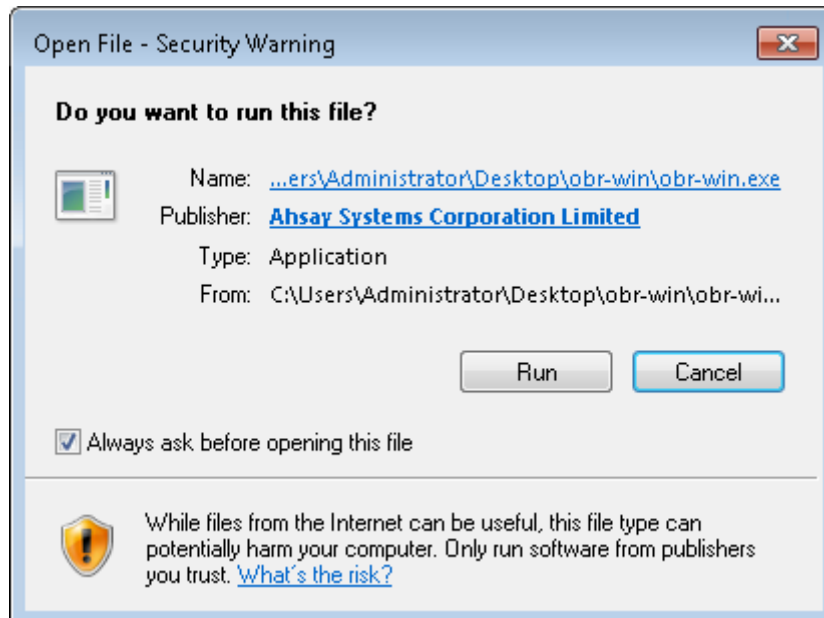 Open File - Security Warning
Do you want to run this file?
Name: ...ers\Administrator\Desktop\obr-win\obr-win.exe
Publisher: Ahsay Systems Corporation Limited
Type: Application
From: C:\Users\Administrator\Desktop\obr-win\obr-wi...
Run Cancel
Always ask before opening this file
While files from the Internet can be useful, this file type can
potentially harm your computer. Only run software from publishers
you trust. What's the risk?